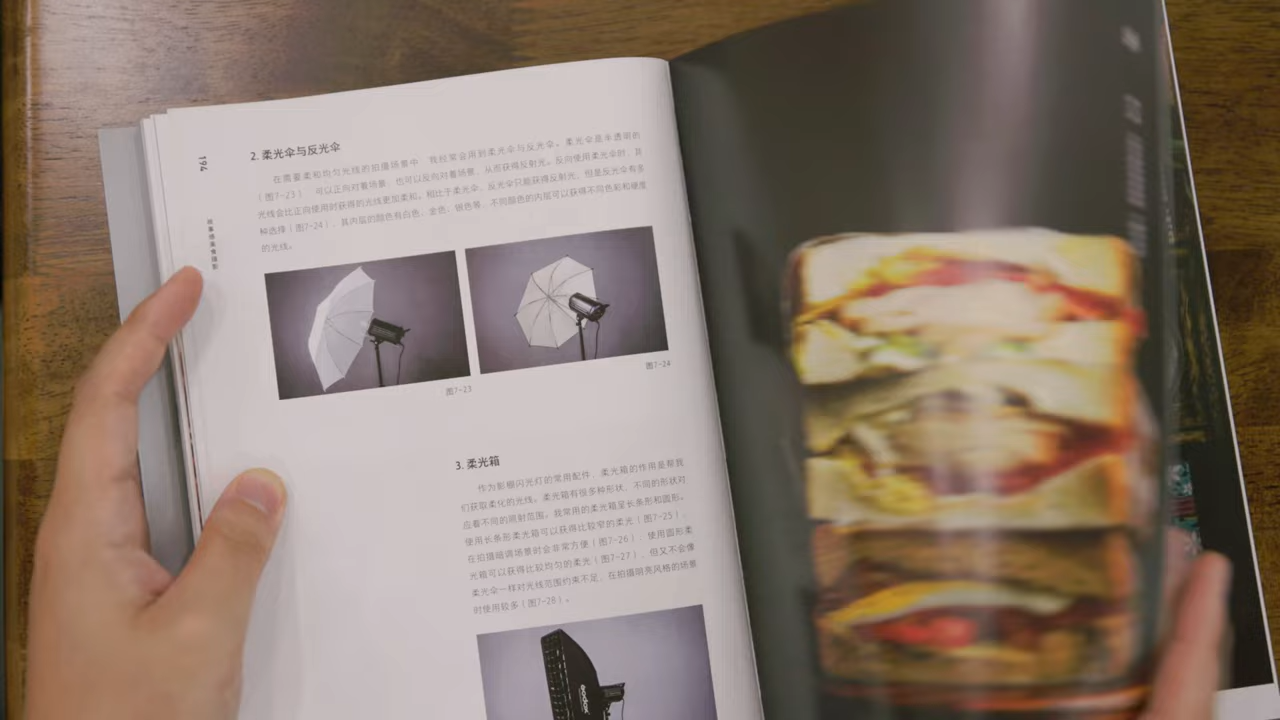 194
2. 柔光伞与反光伞
在需要柔和均匀光线的拍摄场景中，我经常会用到柔光伞与反光伞。柔光伞是半透明的
（图7-23），可以正向对着场景，也可以反向对着场景，从而获得反射光。反向使用柔光伞时，其
光线会比正向使用时获得的光线更加柔和。相比于柔光伞，反光伞只能获得反射光，但是反光伞有多
种选择（图7-24），其内层的颜色有白色、金色、银色等，不同颜色的内层可以获得不同色彩和硬度
的光线。
图7-23
图7-24
3. 柔光箱
作为影棚闪光灯的常用配件，柔光箱的作用是帮我
们获取柔化的光线。柔光箱有很多种形状，不同的形状对
应着不同的照射范围。我常用的柔光箱呈长条形和圆形。
使用长条形柔光箱可以获得比较窄的柔光（图7-25），
在拍摄暗调场景时会非常方便（图7-26）。使用圆形柔
光箱可以获得比较均匀的柔光（图7-27），但又不会像
柔光伞一样对光线范围约束不足，在拍摄明亮风格的场景
时使用较多（图7-28）。
GODOX